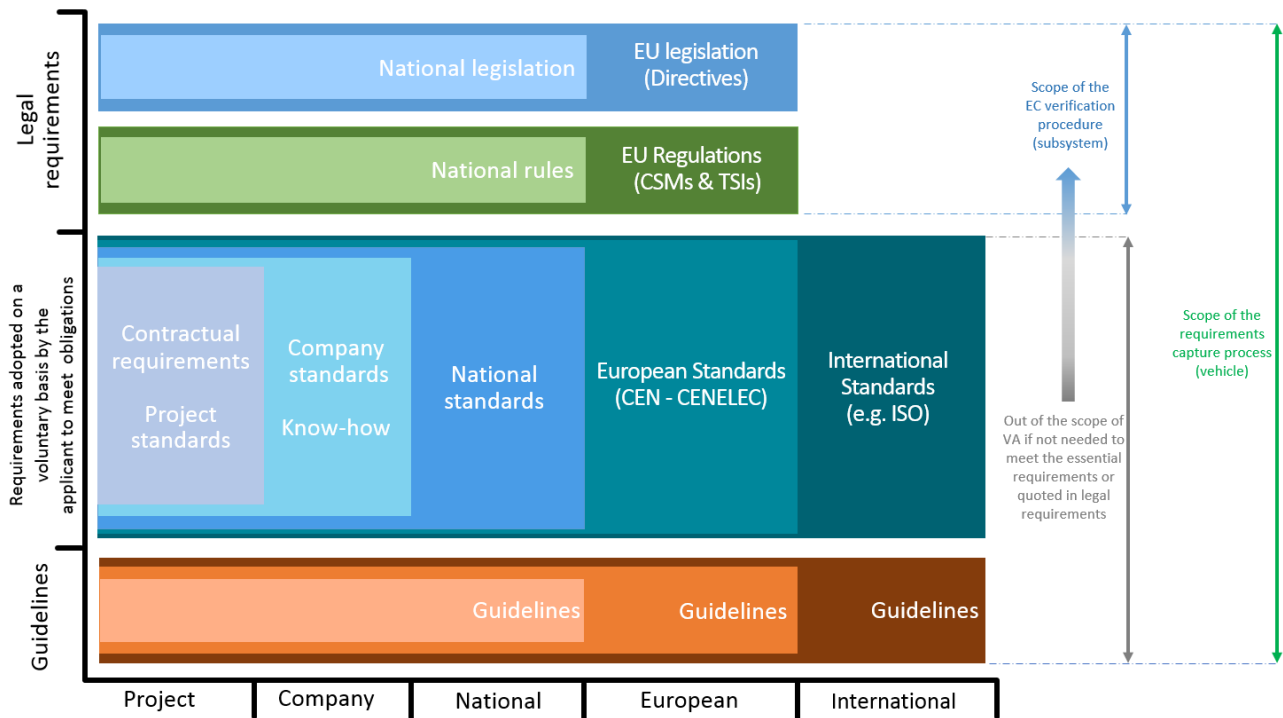 Legal
requirements
National legislation
EU legislation
(Directives)
National rules
EU Regulations
(CSMs & TSIs)
Scope of the
EC verification
procedure
(subsystem)
Scope of the
requirements
capture process
(vehicle)
Requirements adopted on a
voluntary basis by the
applicant to meet obligations
Contractual
requirements
Project
standards
Company
standards
Know-how
National
standards
European Standards
(CEN - CENELEC)
International
Standards
(e.g. ISO)
Out of the scope of
VA if not needed to
meet the essential
requirements or
quoted in legal
requirements
Guidelines
Guidelines
Guidelines
Guidelines
Project
Company
National
European
International